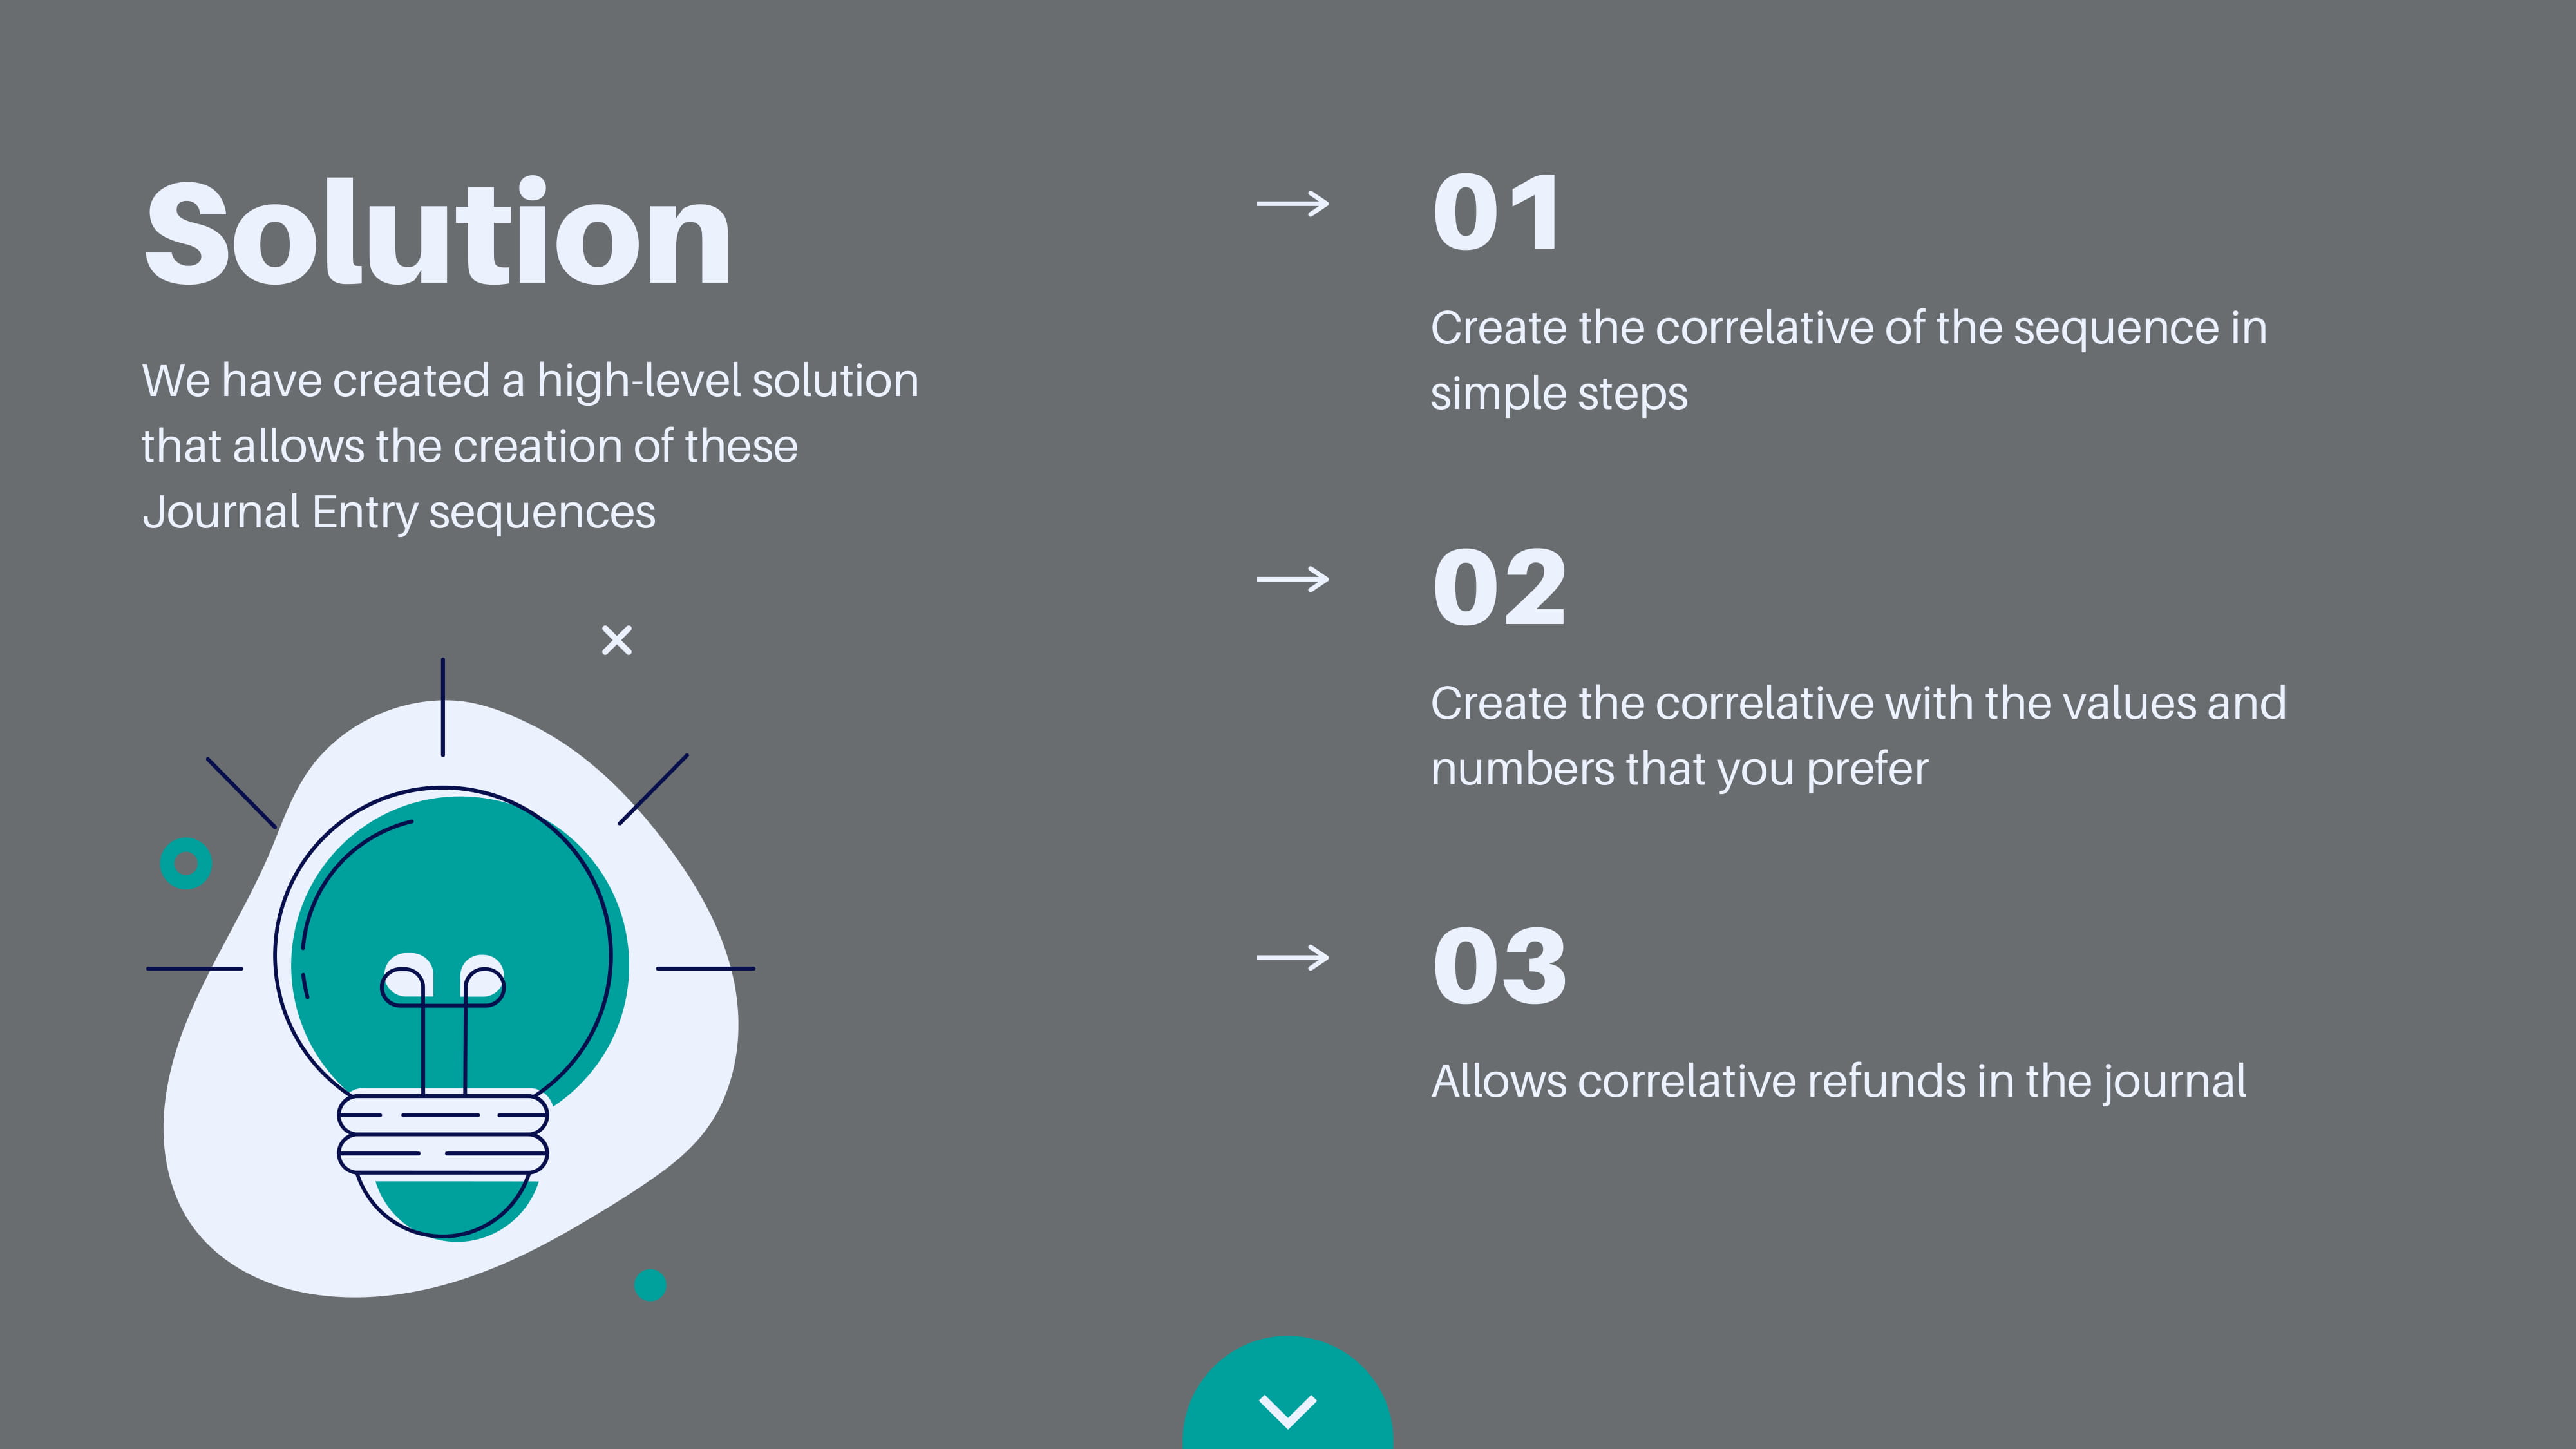 Solution
We have created a high-level solution
that allows the creation of these
Journal Entry sequences
01
Create the correlative of the sequence in
simple steps
02
Create the correlative with the values and
numbers that you prefer
03
Allows correlative refunds in the journal